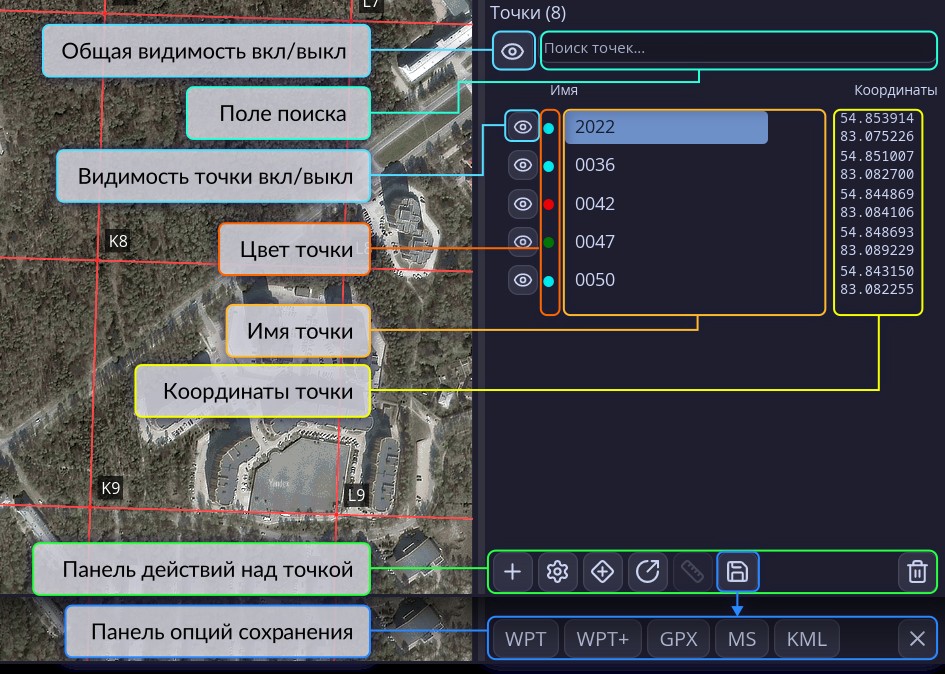 L7
Точки (8)
Общая видимость вкл/выкл
Поиск точек...
Имя
Координаты
Поле поиска
54.853914
2022
83.075226
54.851007
0036
Видимость точки вкл/выкл
83.082700
54.844869
0042
83.084106
54.848693
K8
0047
Цвет точки
83.089229
54.843150
0050
83.082255
Имя точки
Координаты точки
K9
L9
Панель действий над точкой
Панель опций сохранения
WPT
WPT+
GPX
MS
KML